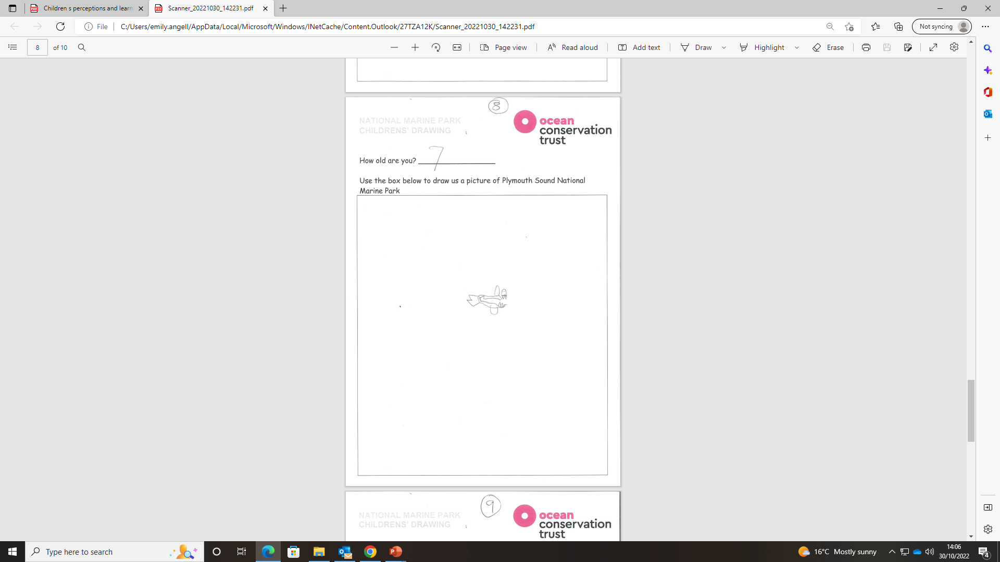 Children s perceptions and learni
Scanner_20221030_142231.pdf
File
C:/Users/emily.angell/AppData/Local/Microsoft/Windows/INetCache/Content.Outlook/27TZA12K/Scanner_20221030_142231.pdf
Not syncing
8 of 10
Page view
Read aloud
Add text
Draw
Highlight
Erase
8
NATIONAL MARINE PARK
CHILDRENS' DRAWING
ocean
conservation
trust
How old are you? 7
Use the box below to draw us a picture of Plymouth Sound National
Marine Park
9
NATIONAL MARINE PARK
CHILDRENS' DRAWING
ocean
conservation
trust
Type here to search
16°C Mostly sunny
14:06
30/10/2022
4